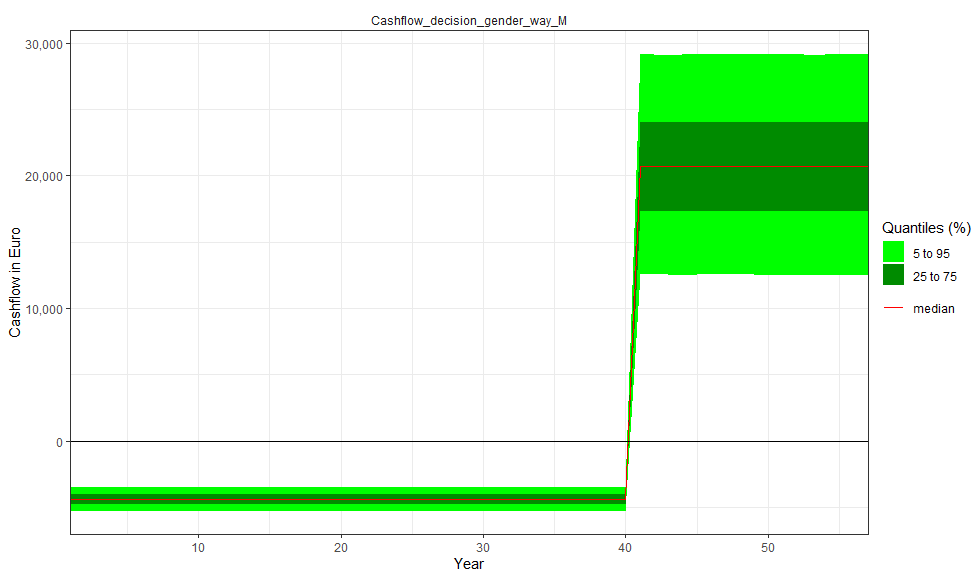 Cashflow_decision_gender_way_M
30,000
20,000
10,000
0
Cashflow in Euro
10
20
30
40
50
Year
Quantiles (%)
5 to 95
25 to 75
median